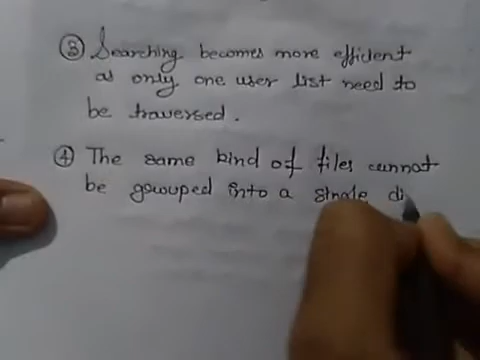 ③ Searching becomes more efficient
as only one user list need to
be traversed.
④ The same kind of files cannot
be grouped into a single di